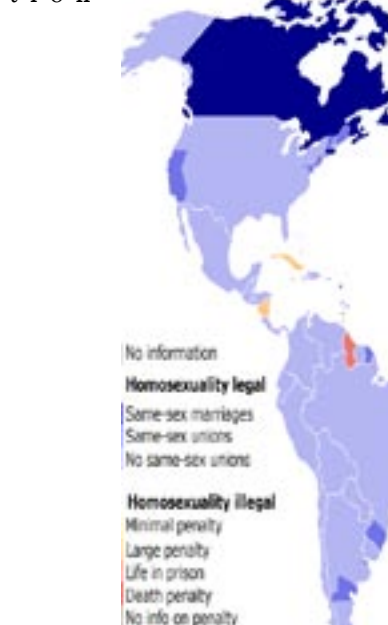 No information
Homosexuality legal
Same-sex marriages
Same-sex unions
No same-sex unions
Homosexuality illegal
Minimal penalty
Large penalty
Life in prison
Death penalty
No info on penalty